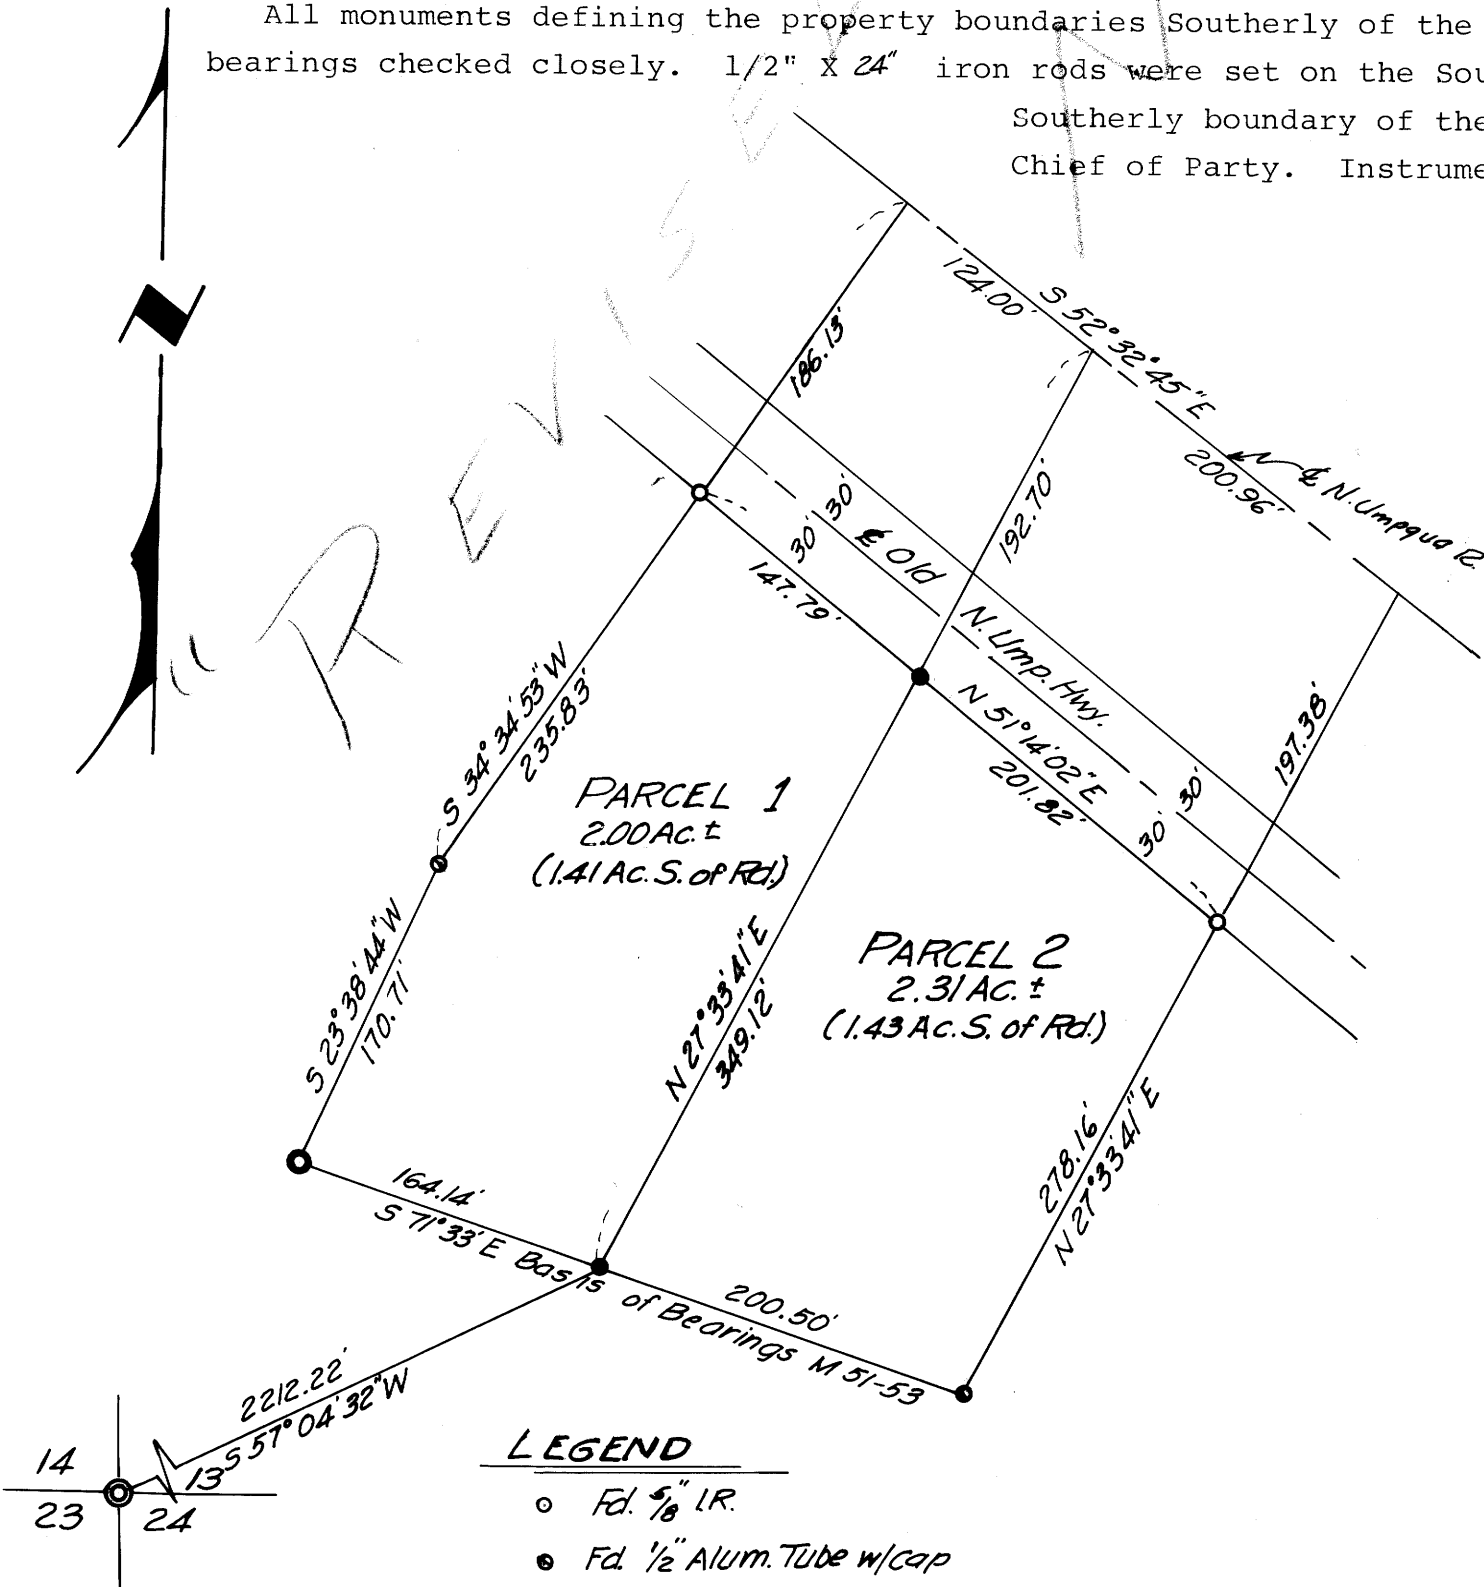 All monuments defining the property boundaries Southerly of the
bearings checked closely. 1/2" X 24" iron rods were set on the Sou
Southerly boundary of the
Chief of Party. Instrume
"REVISE
N
186.13'
124.00'
S 52°32°45"E
200.96'
℄ N. Umpqua R.
192.70'
30' 30'
℄ Old N. Ump. Hwy.
147.79'
N 51°14'02"E
201.82'
30' 30'
197.38'
S 34°34'53"W
235.83'
PARCEL 1
2.00 Ac. ±
(1.41 Ac. S. of Rd.)
S 23°38'44"W
170.71'
N 27°33'41"E
349.12'
PARCEL 2
2.31 AC. ±
(1.43 Ac. S. of Rd.)
278.16'
N 27°33'41"E
164.14'
S 71°33'E Basis of Bearings M 51-53
200.50'
2212.22'
S 57°04'32"W
14
13
23
24
LEGEND
Fd. 5/8" I.R.
Fd. 1/2" Alum. Tube w/cap